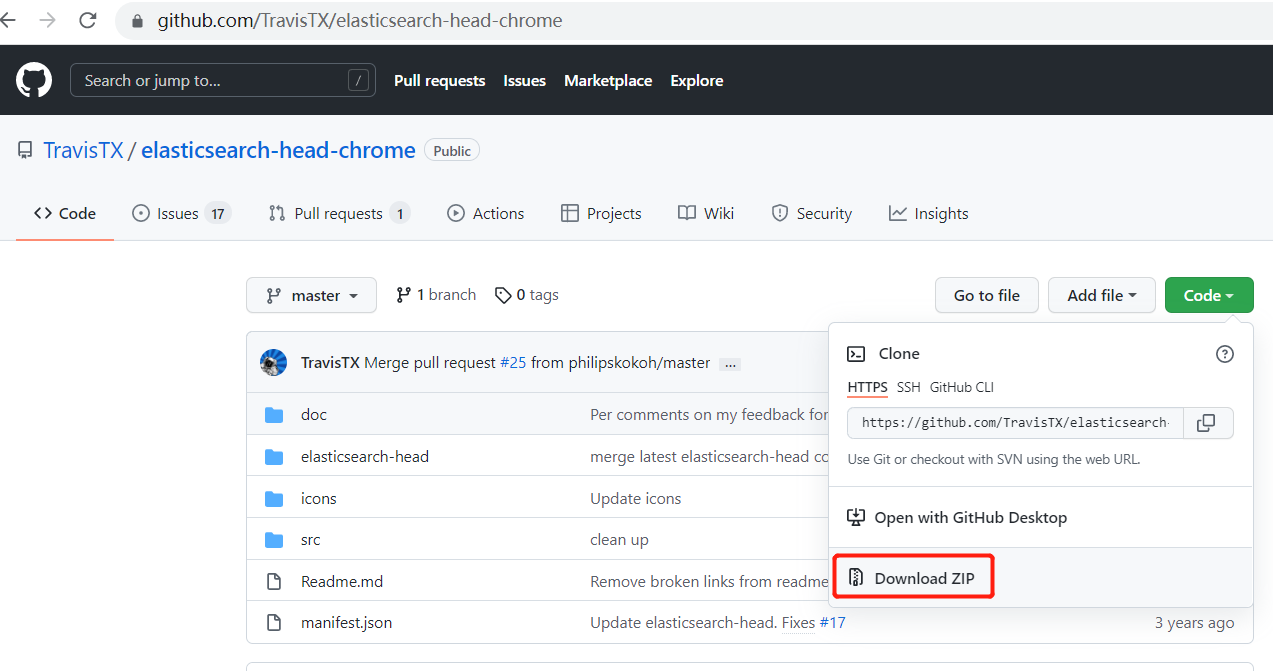 github.com/TravisTX/elasticsearch-head-chrome
Search or jump to... / Pull requests Issues Marketplace Explore
TravisTX / elasticsearch-head-chrome Public
Code Issues 17 Pull requests 1 Actions Projects Wiki Security Insights
master 1 branch 0 tags Go to file Add file Code
TravisTX Merge pull request #25 from philipskokoh/master ...
doc Per comments on my feedback for
elasticsearch-head merge latest elasticsearch-head co
icons Update icons
src clean up
Readme.md Remove broken links from readme
manifest.json Update elasticsearch-head. Fixes #17 3 years ago
Clone
HTTPS SSH GitHub CLI
https://github.com/TravisTX/elasticsearch-
Use Git or checkout with SVN using the web URL.
Open with GitHub Desktop
Download ZIP